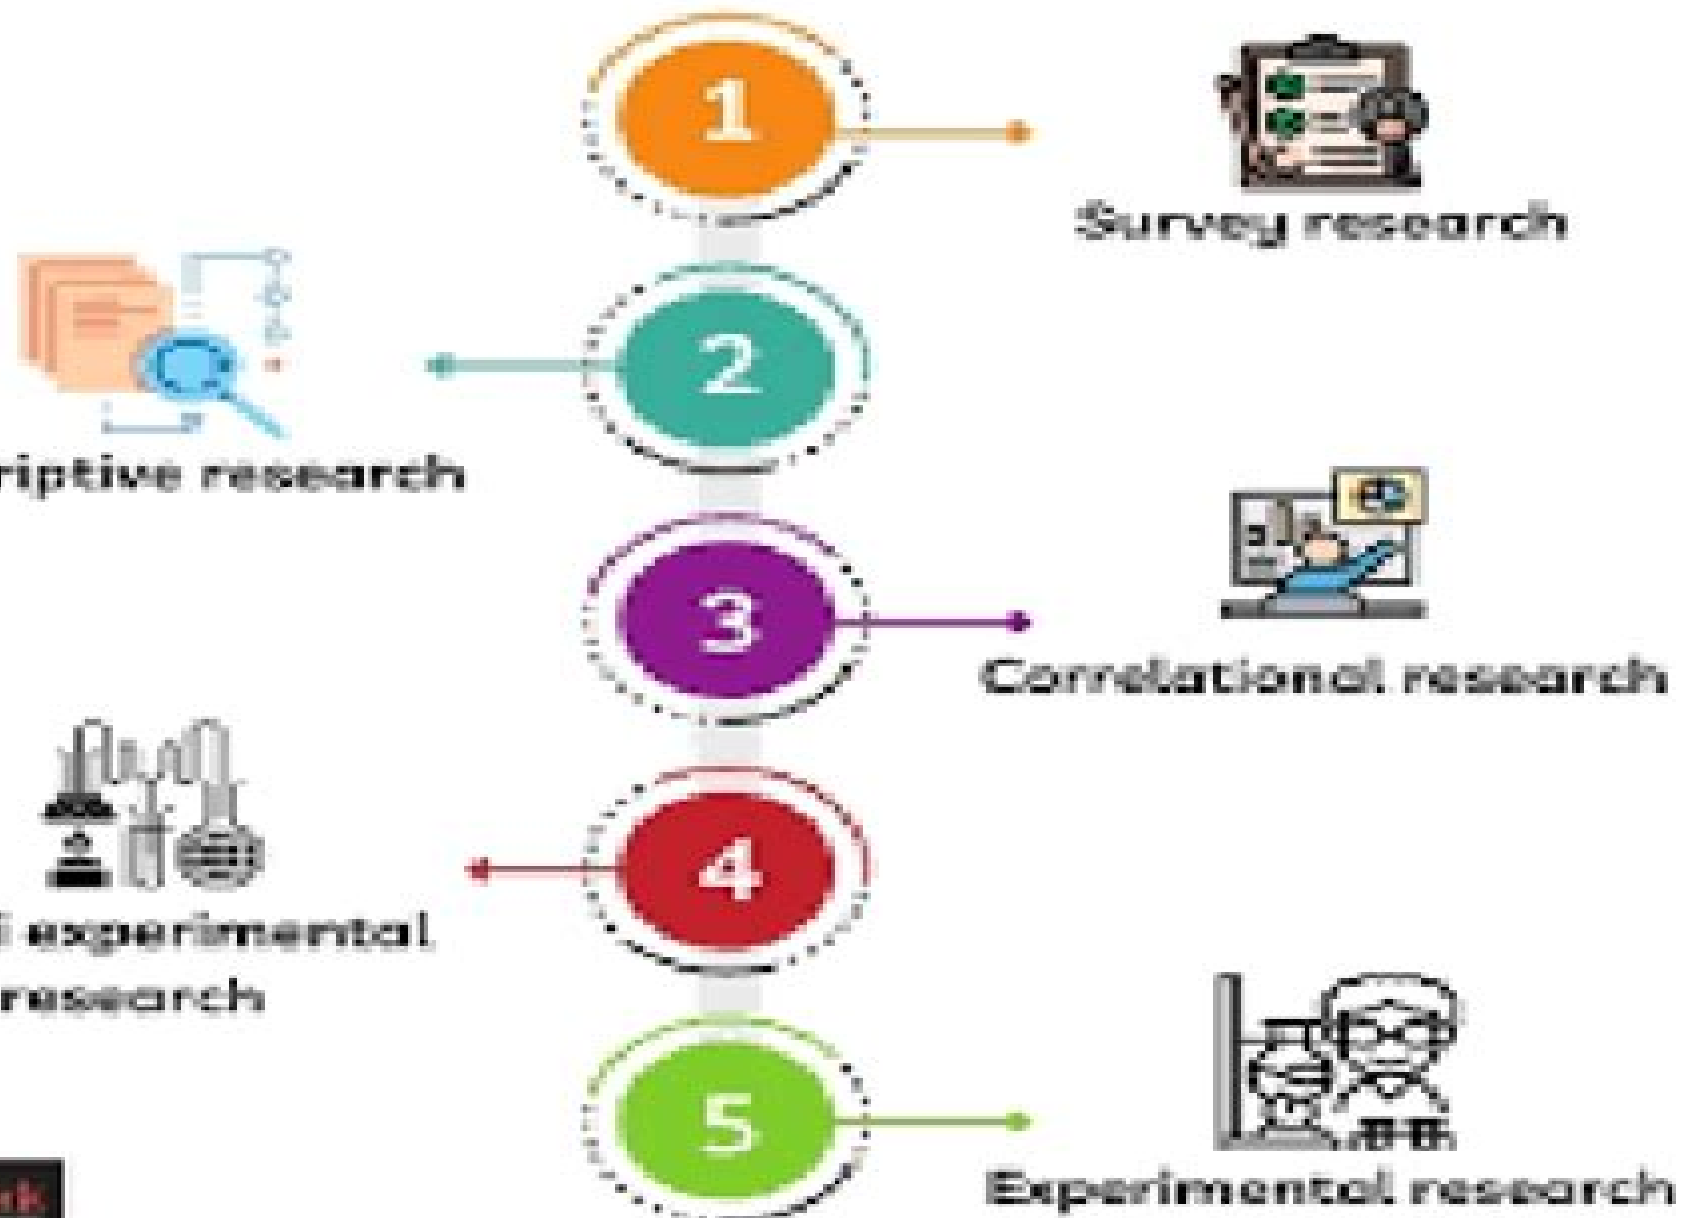 1
Survey research
2
riptive research
3
Correlational research
4
i experimental
research
5
Experimental research